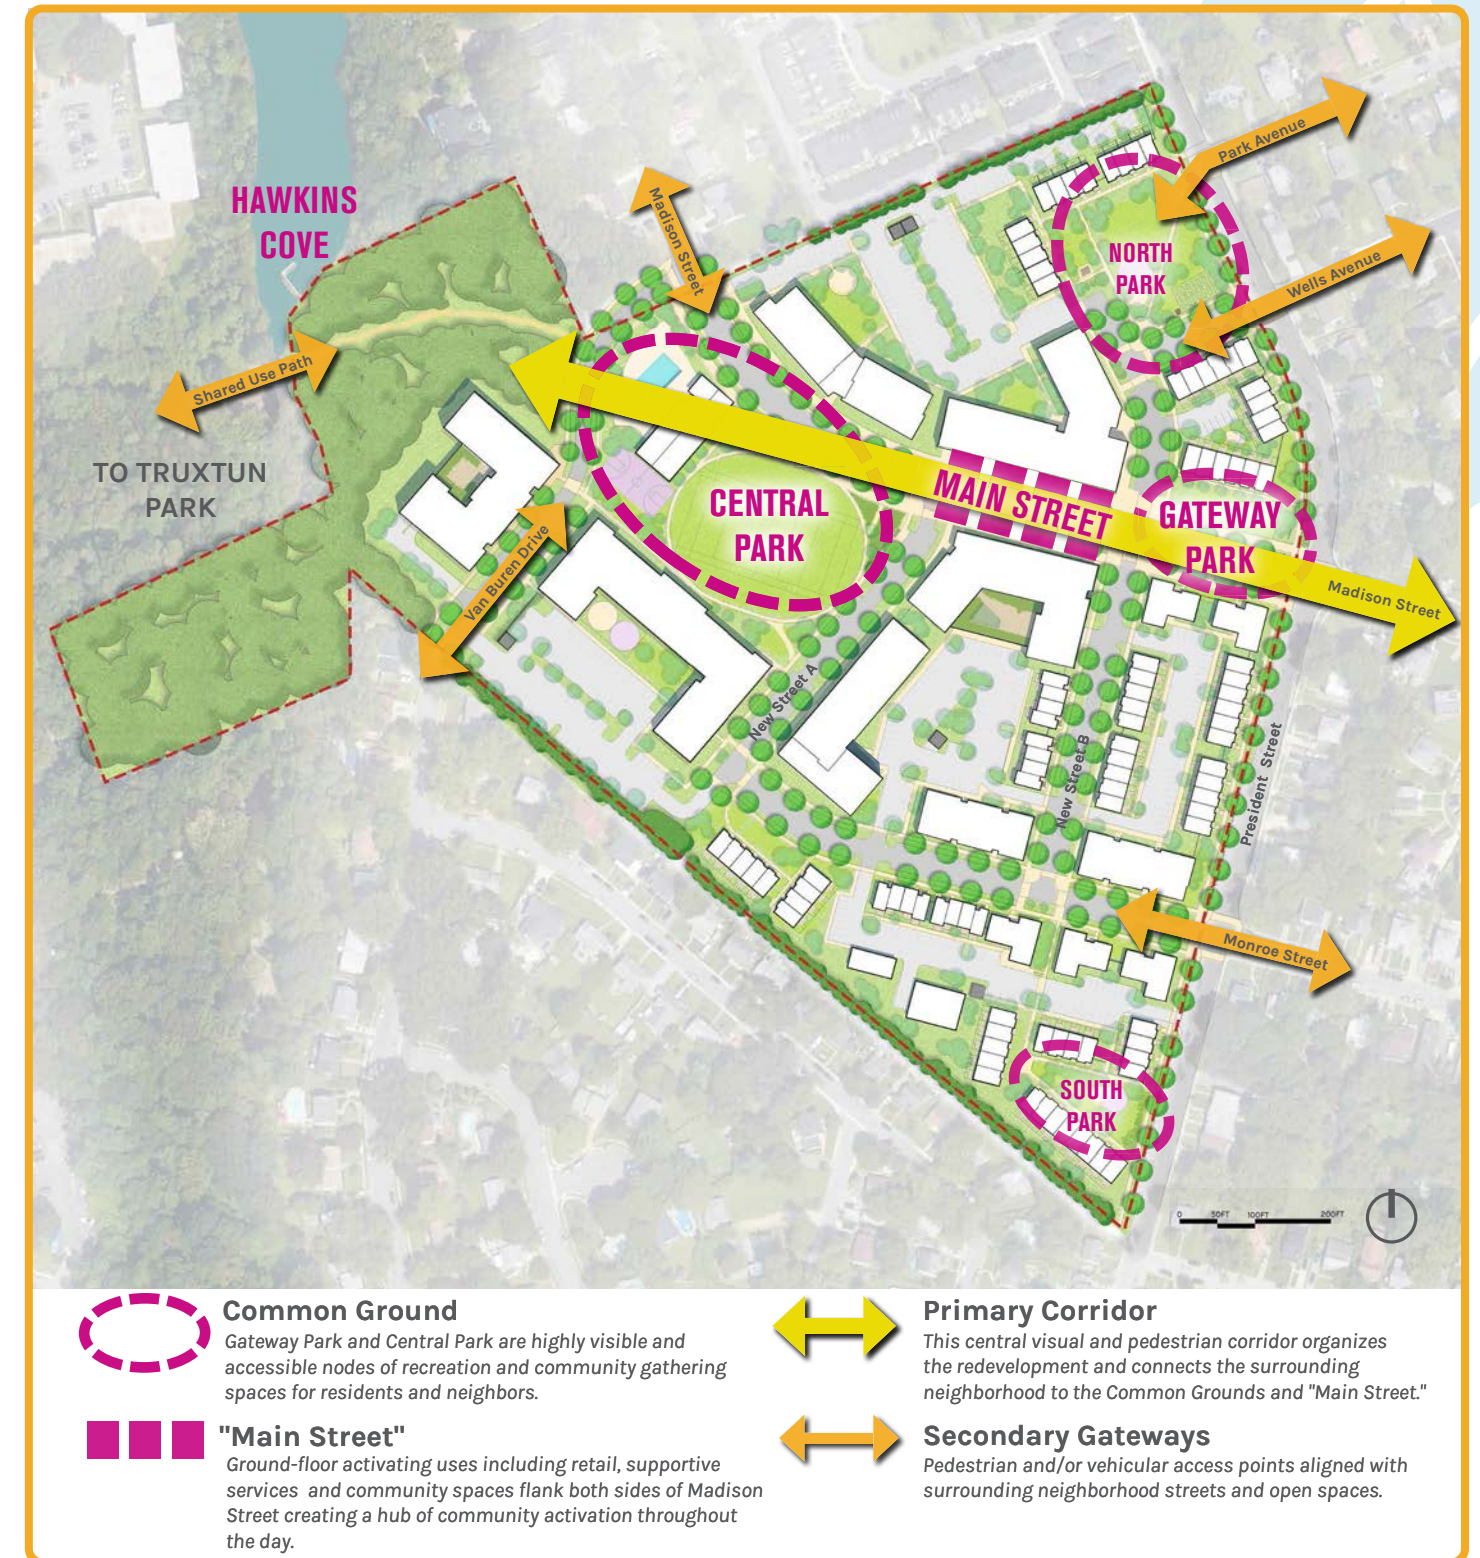 HAWKINS
COVE
Park Avenue
Madison Street
NORTH
PARK
Wells Avenue
Shared Use Path
TO TRUXTUN
PARK
CENTRAL
PARK
MAIN STREET
GATEWAY
PARK
Madison Street
Van Buren Drive
New Street A
New Street B
President Street
Monroe Street
SOUTH
PARK
0 50FT 100FT 200FT
Common Ground
Gateway Park and Central Park are highly visible and
accessible nodes of recreation and community gathering
spaces for residents and neighbors.
"Main Street"
Ground-floor activating uses including retail, supportive
services and community spaces flank both sides of Madison
Street creating a hub of community activation throughout
the day.
Primary Corridor
This central visual and pedestrian corridor organizes
the redevelopment and connects the surrounding
neighborhood to the Common Grounds and "Main Street."
Secondary Gateways
Pedestrian and/or vehicular access points aligned with
surrounding neighborhood streets and open spaces.